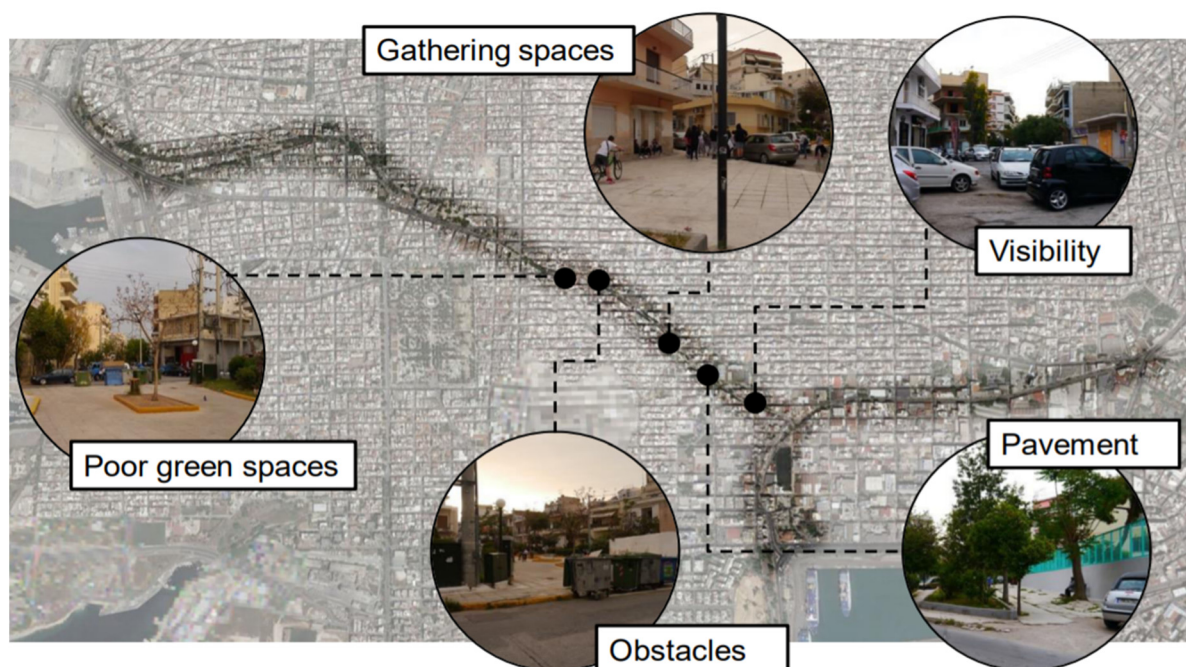 Gathering spaces
Visibility
Poor green spaces
Pavement
Obstacles